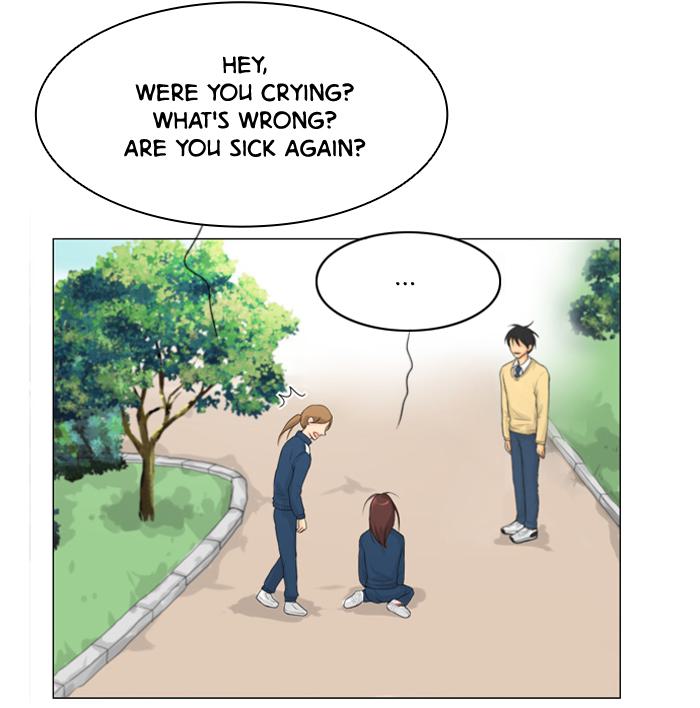 HEY,
WERE YOU CRYING?
WHAT'S WRONG?
ARE YOU SICK AGAIN?
...